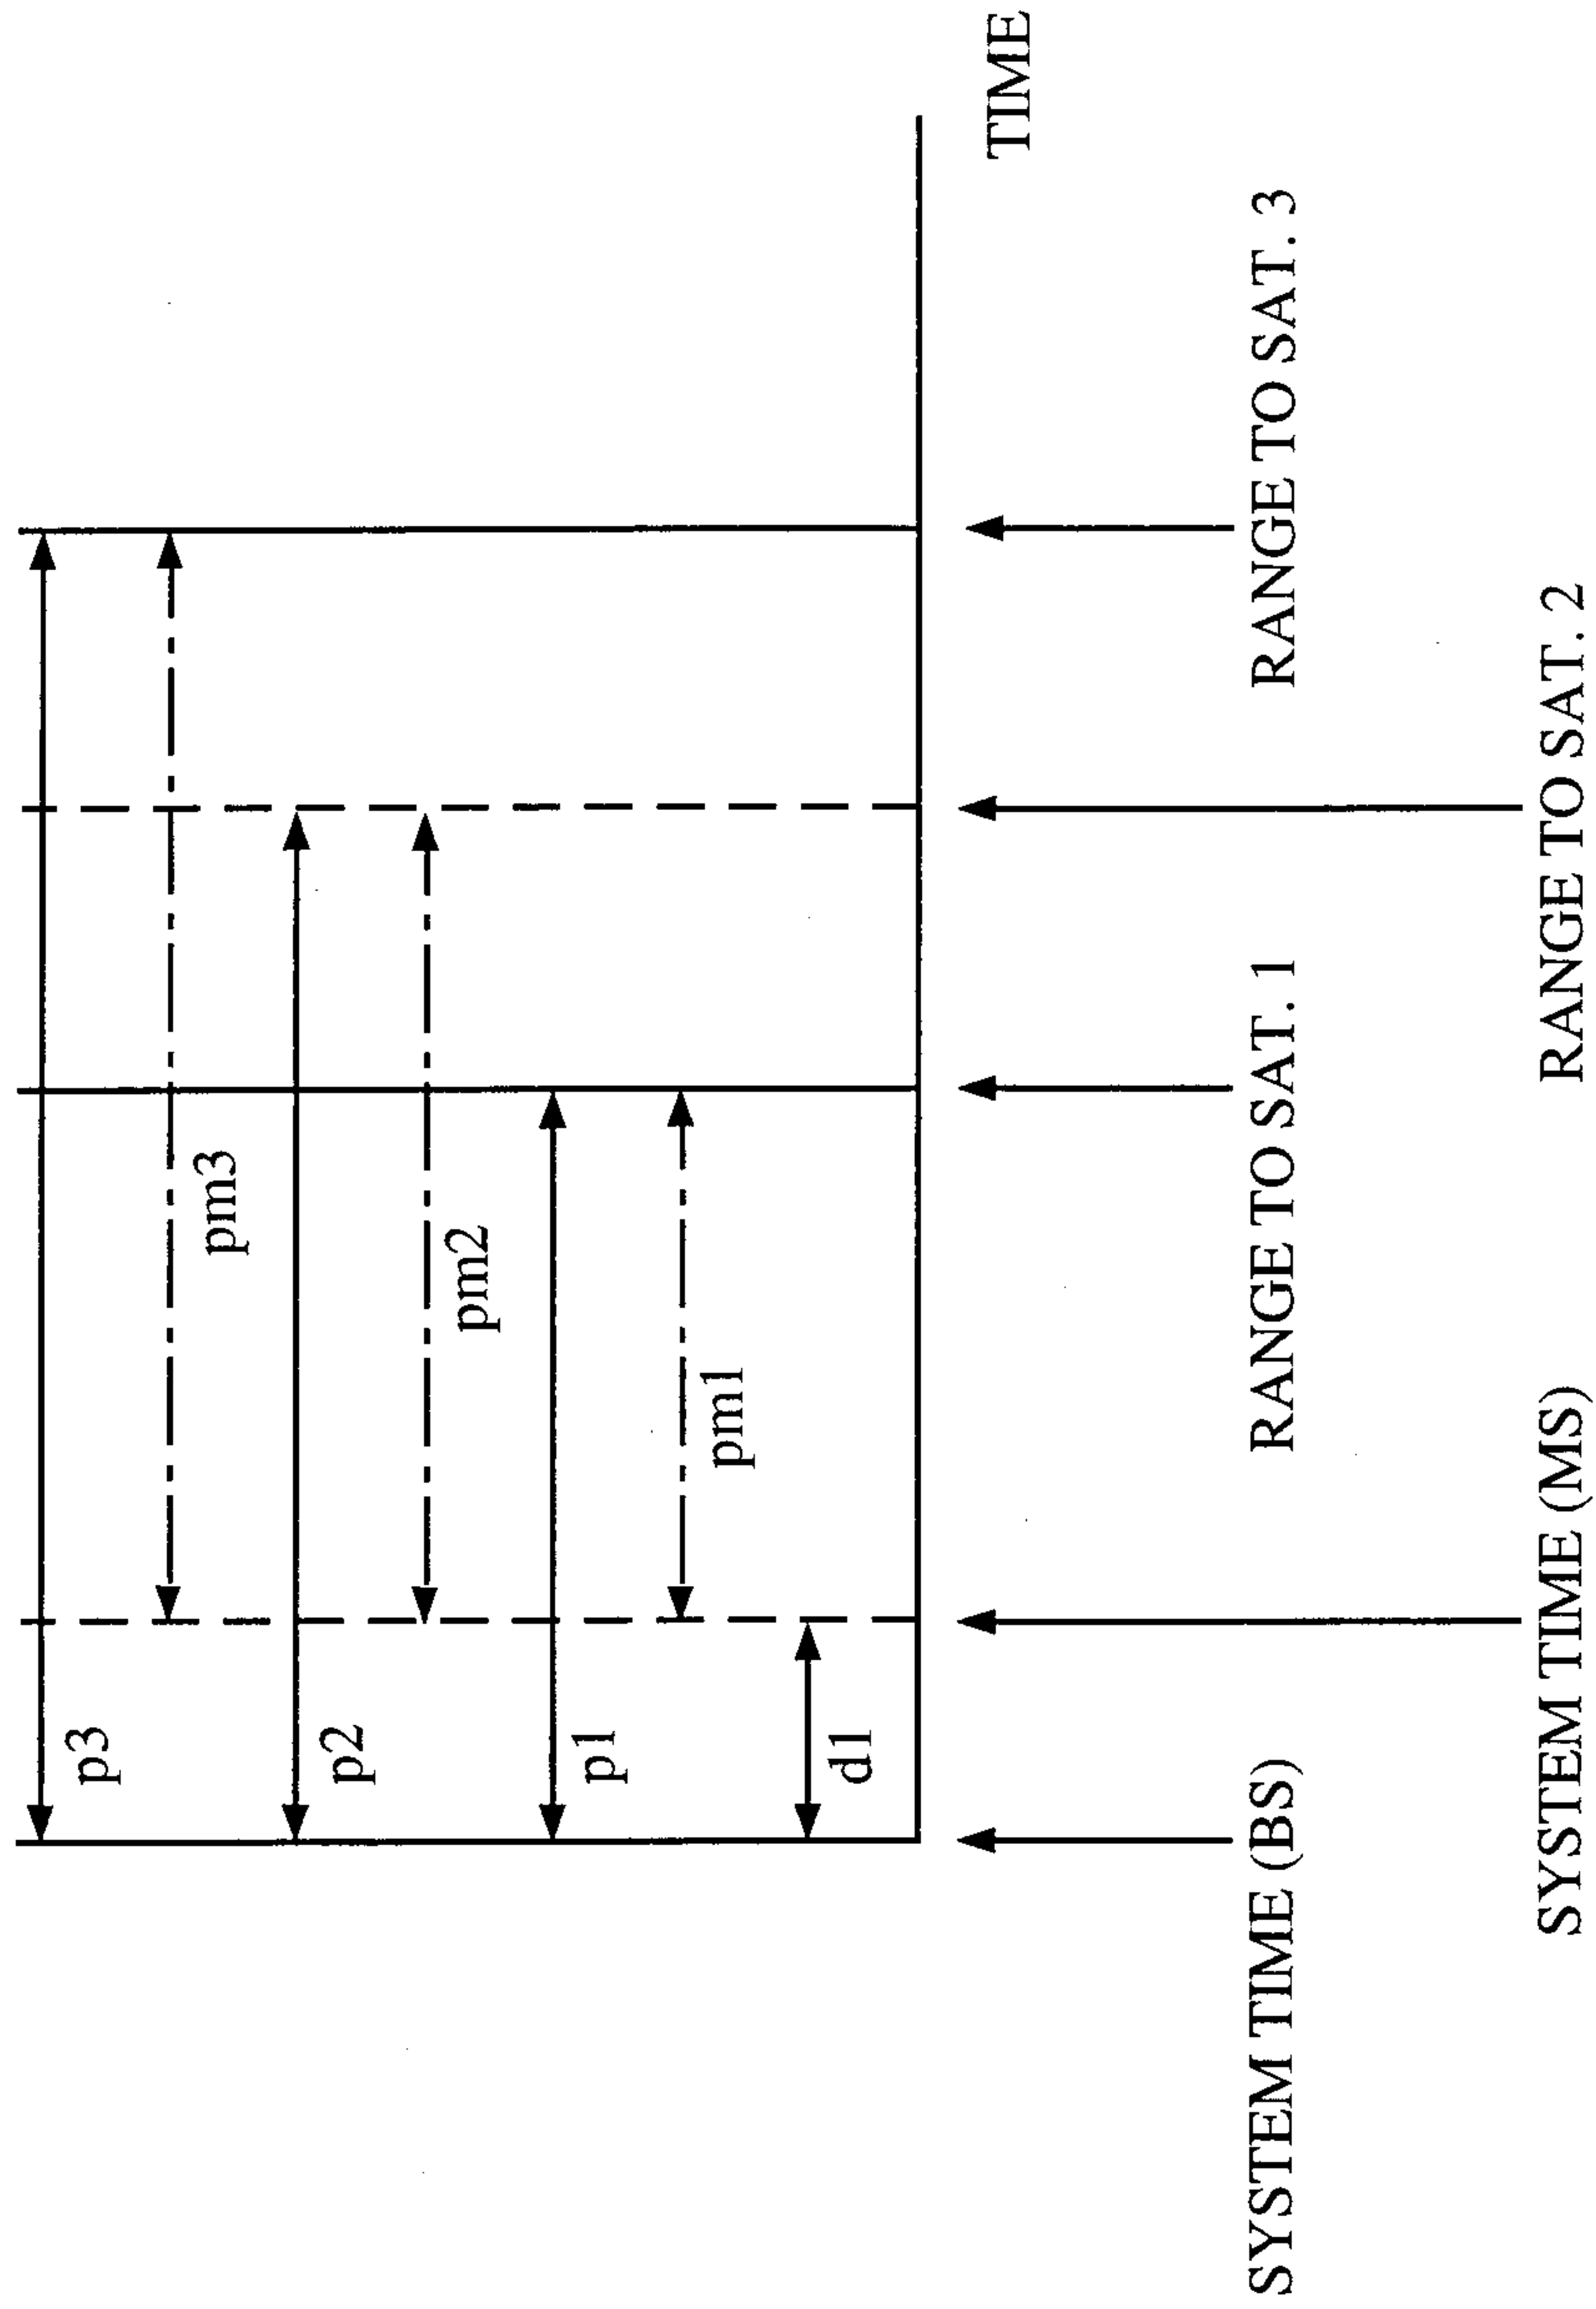 p3
pm3
p2
pm2
p1
pm1
d1
TIME
SYSTEM TIME (BS)
RANGE TO SAT. 1
RANGE TO SAT. 3
SYSTEM TIME (MS)
RANGE TO SAT. 2